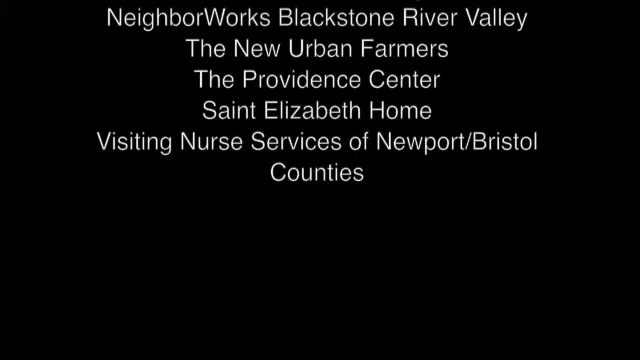 NeighborWorks Blackstone River Valley
The New Urban Farmers
The Providence Center
Saint Elizabeth Home
Visiting Nurse Services of Newport/Bristol
Counties